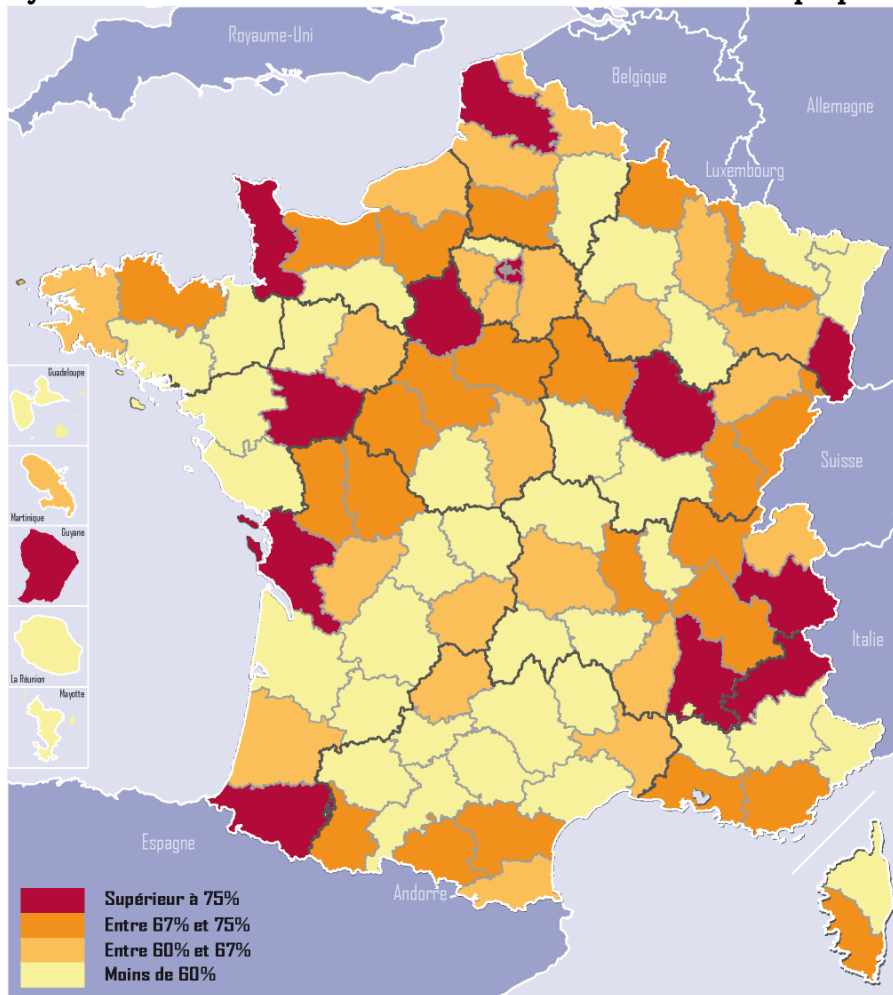 Royaume-Uni
Belgique
Allemagne
Luxembourg
Guadeloupe
Suisse
Martinique
Guyane
Italie
La Réunion
Mayotte
Espagne
Andorre
Supérieur à 75%
Entre 67% et 75%
Entre 60% et 67%
Moins de 60%